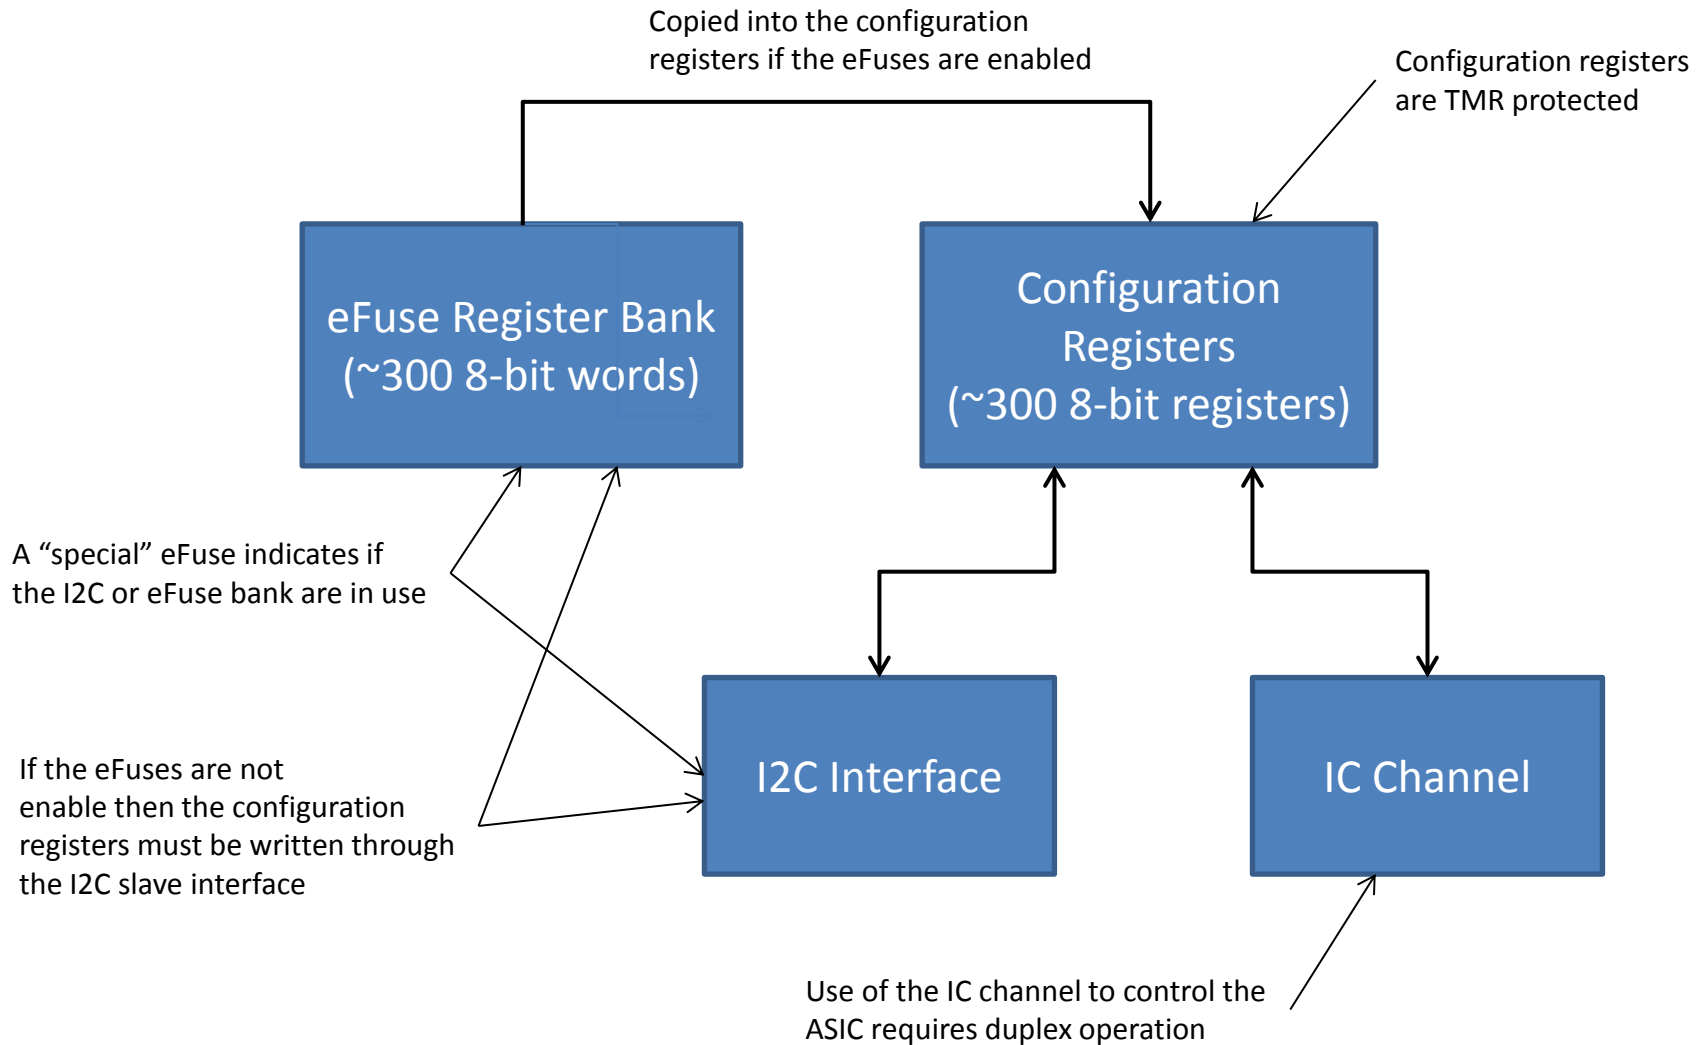 Copied into the configuration
registers if the eFuses are enabled
Configuration registers
are TMR protected
eFuse Register Bank
(~300 8-bit words)
Configuration
Registers
(~300 8-bit registers)
A “special” eFuse indicates if
the I2C or eFuse bank are in use
If the eFuses are not
enable then the configuration
registers must be written through
the I2C slave interface
I2C Interface
IC Channel
Use of the IC channel to control the
ASIC requires duplex operation